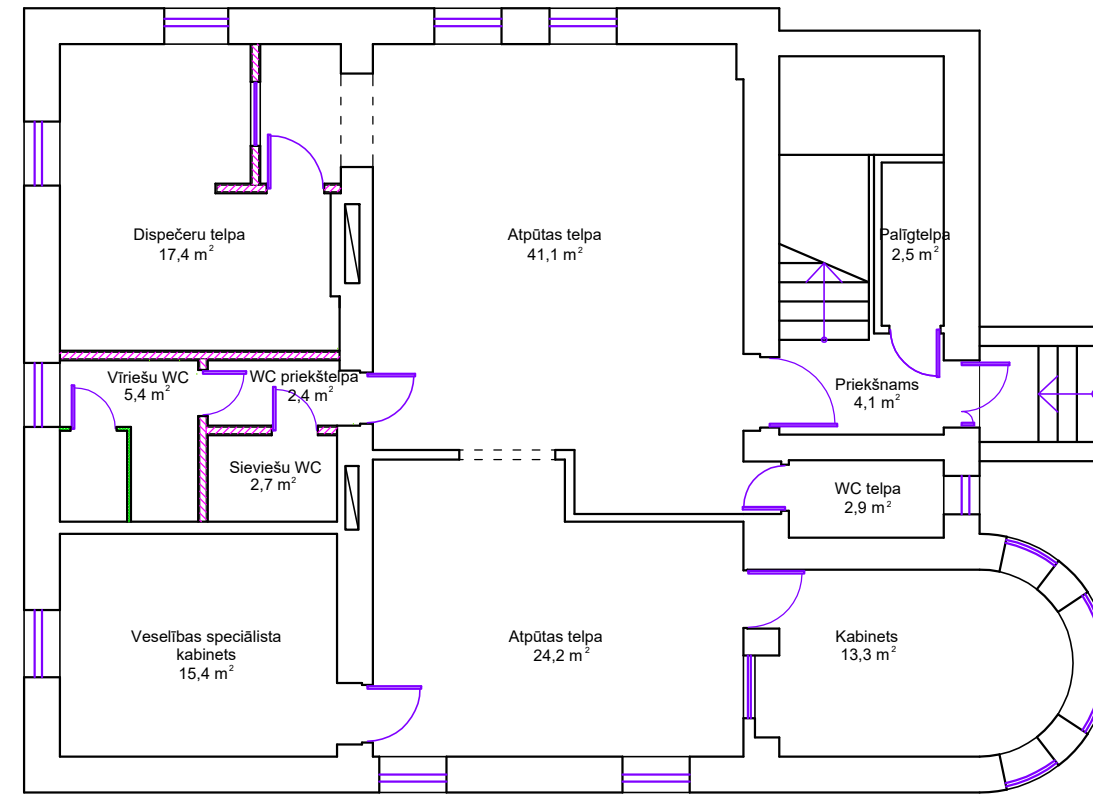 Dispečeru telpa
17,4 m²
Atpūtas telpa
41,1 m²
Palīgtelpa
2,5 m²
Vīriešu WC
5,4 m²
WC priekštelpa
2,4 m²
Priekšnams
4,1 m²
Sieviešu WC
2,7 m²
WC telpa
2,9 m²
Veselības speciālista
kabinets
15,4 m²
Atpūtas telpa
24,2 m²
Kabinets
13,3 m²